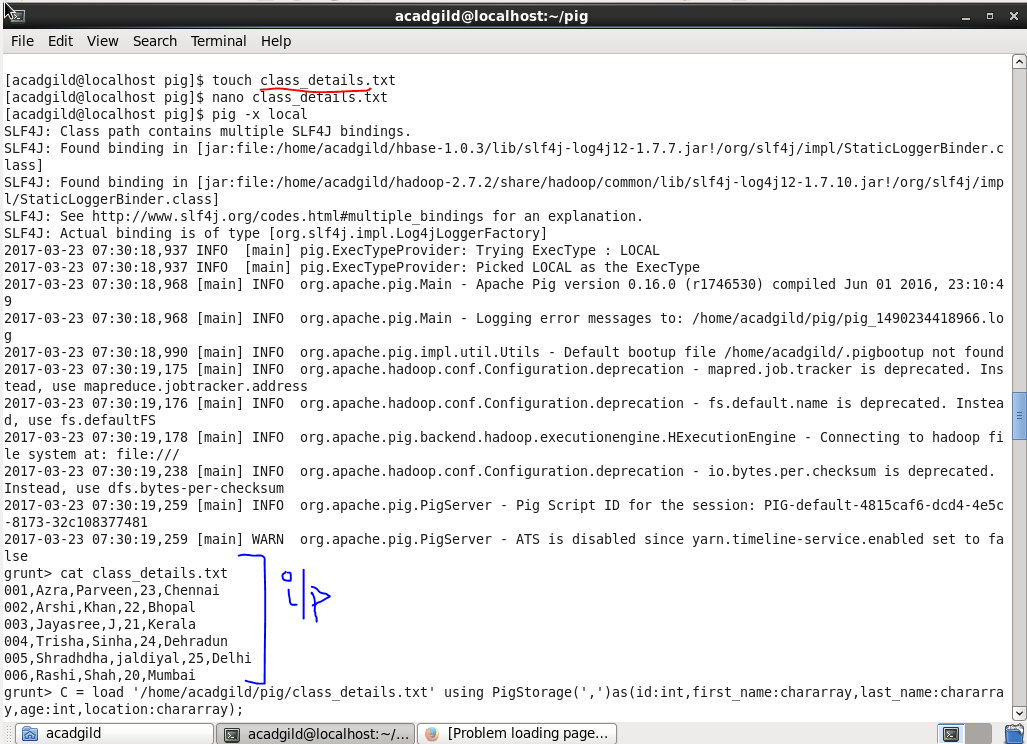 acadgild@localhost:~/pig
File Edit View Search Terminal Help
[acadgild@localhost pig]$ touch class_details.txt
[acadgild@localhost pig]$ nano class_details.txt
[acadgild@localhost pig]$ pig -x local
SLF4J: Class path contains multiple SLF4J bindings.
SLF4J: Found binding in [jar:file:/home/acadgild/hbase-1.0.3/lib/slf4j-log4j12-1.7.7.jar!/org/slf4j/impl/StaticLoggerBinder.c
lass]
SLF4J: Found binding in [jar:file:/home/acadgild/hadoop-2.7.2/share/hadoop/common/lib/slf4j-log4j12-1.7.10.jar!/org/slf4j/imp
l/StaticLoggerBinder.class]
SLF4J: See http://www.slf4j.org/codes.html#multiple_bindings for an explanation.
SLF4J: Actual binding is of type [org.slf4j.impl.Log4jLoggerFactory]
2017-03-23 07:30:18,937 INFO  [main] pig.ExecTypeProvider: Trying ExecType : LOCAL
2017-03-23 07:30:18,937 INFO  [main] pig.ExecTypeProvider: Picked LOCAL as the ExecType
2017-03-23 07:30:18,968 [main] INFO  org.apache.pig.Main - Apache Pig version 0.16.0 (r1746530) compiled Jun 01 2016, 23:10:4
9
2017-03-23 07:30:18,968 [main] INFO  org.apache.pig.Main - Logging error messages to: /home/acadgild/pig/pig_1490234418966.lo
g
2017-03-23 07:30:18,990 [main] INFO  org.apache.pig.impl.util.Utils - Default bootup file /home/acadgild/.pigbootup not found
2017-03-23 07:30:19,175 [main] INFO  org.apache.hadoop.conf.Configuration.deprecation - mapred.job.tracker is deprecated. Ins
tead, use mapreduce.jobtracker.address
2017-03-23 07:30:19,176 [main] INFO  org.apache.hadoop.conf.Configuration.deprecation - fs.default.name is deprecated. Instea
d, use fs.defaultFS
2017-03-23 07:30:19,178 [main] INFO  org.apache.pig.backend.hadoop.executionengine.HExecutionEngine - Connecting to hadoop fi
le system at: file:///
2017-03-23 07:30:19,238 [main] INFO  org.apache.hadoop.conf.Configuration.deprecation - io.bytes.per.checksum is deprecated.
Instead, use dfs.bytes-per-checksum
2017-03-23 07:30:19,259 [main] INFO  org.apache.pig.PigServer - Pig Script ID for the session: PIG-default-4815caf6-dcd4-4e5c
-8173-32c108377481
2017-03-23 07:30:19,259 [main] WARN  org.apache.pig.PigServer - ATS is disabled since yarn.timeline-service.enabled set to fa
lse
grunt> cat class_details.txt
001,Azra,Parveen,23,Chennai
i/p
002,Arshi,Khan,22,Bhopal
003,Jayasree,J,21,Kerala
004,Trisha,Sinha,24,Dehradun
005,Shradhdha,jaldiyal,25,Delhi
006,Rashi,Shah,20,Mumbai
grunt> C = load '/home/acadgild/pig/class_details.txt' using PigStorage(',')as(id:int,first_name:chararray,last_name:chararra
y,age:int,location:chararray);
acadgild
acadgild@localhost:~/...
[Problem loading page...